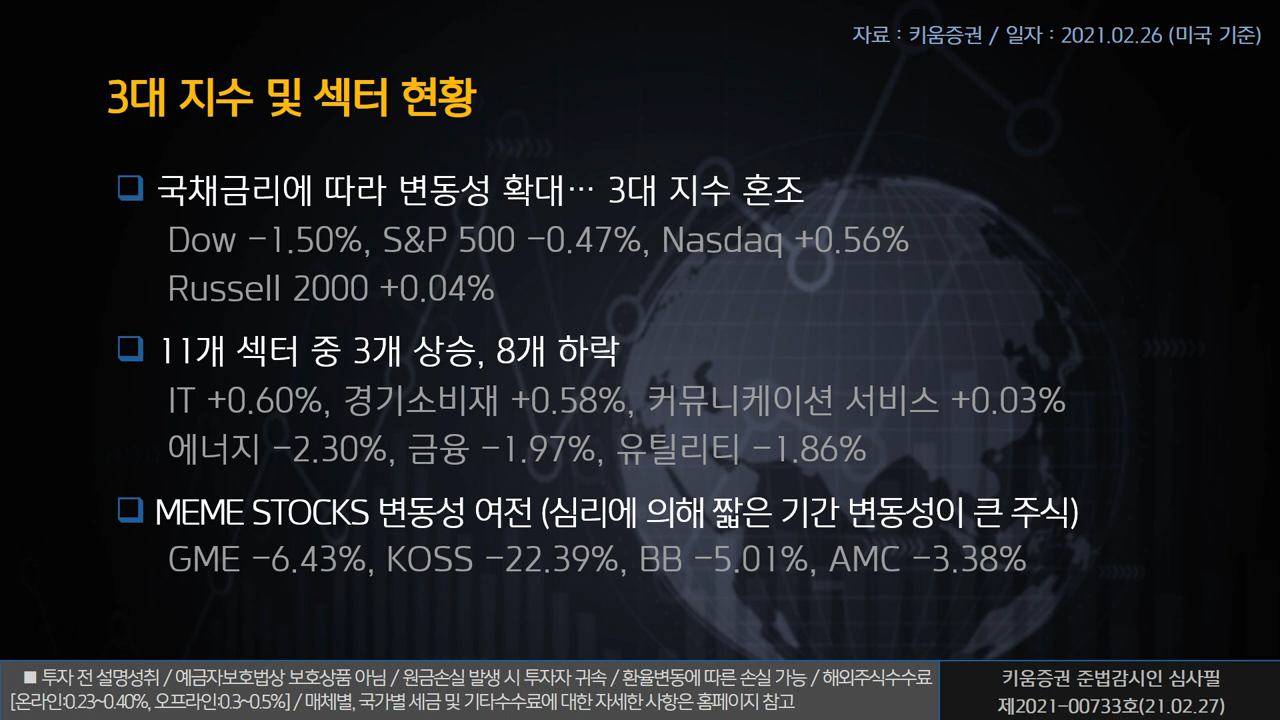 자료 : 키움증권 / 일자 : 2021.02.26 (미국 기준)
3대 지수 및 섹터 현황
❑ 국채금리에 따라 변동성 확대… 3대 지수 혼조
Dow −1.50%, S&P 500 −0.47%, Nasdaq +0.56%
Russell 2000 +0.04%
❑ 11개 섹터 중 3개 상승, 8개 하락
IT +0.60%, 경기소비재 +0.58%, 커뮤니케이션 서비스 +0.03%
에너지 −2.30%, 금융 −1.97%, 유틸리티 −1.86%
❑ MEME STOCKS 변동성 여전 (심리에 의해 짧은 기간 변동성이 큰 주식)
GME −6.43%, KOSS −22.39%, BB −5.01%, AMC −3.38%
■ 투자 전 설명성취 / 예금자보호법상 보호상품 아님 / 원금손실 발생 시 투자자 귀속 / 환율변동에 따른 손실 가능 / 해외주식수수료
[온라인:0.23~0.40%, 오프라인:0.3~0.5%] / 매체별, 국가별 세금 및 기타수수료에 대한 자세한 사항은 홈페이지 참고
키움증권 준법감시인 심사필
제2021−00733호(21.02.27)